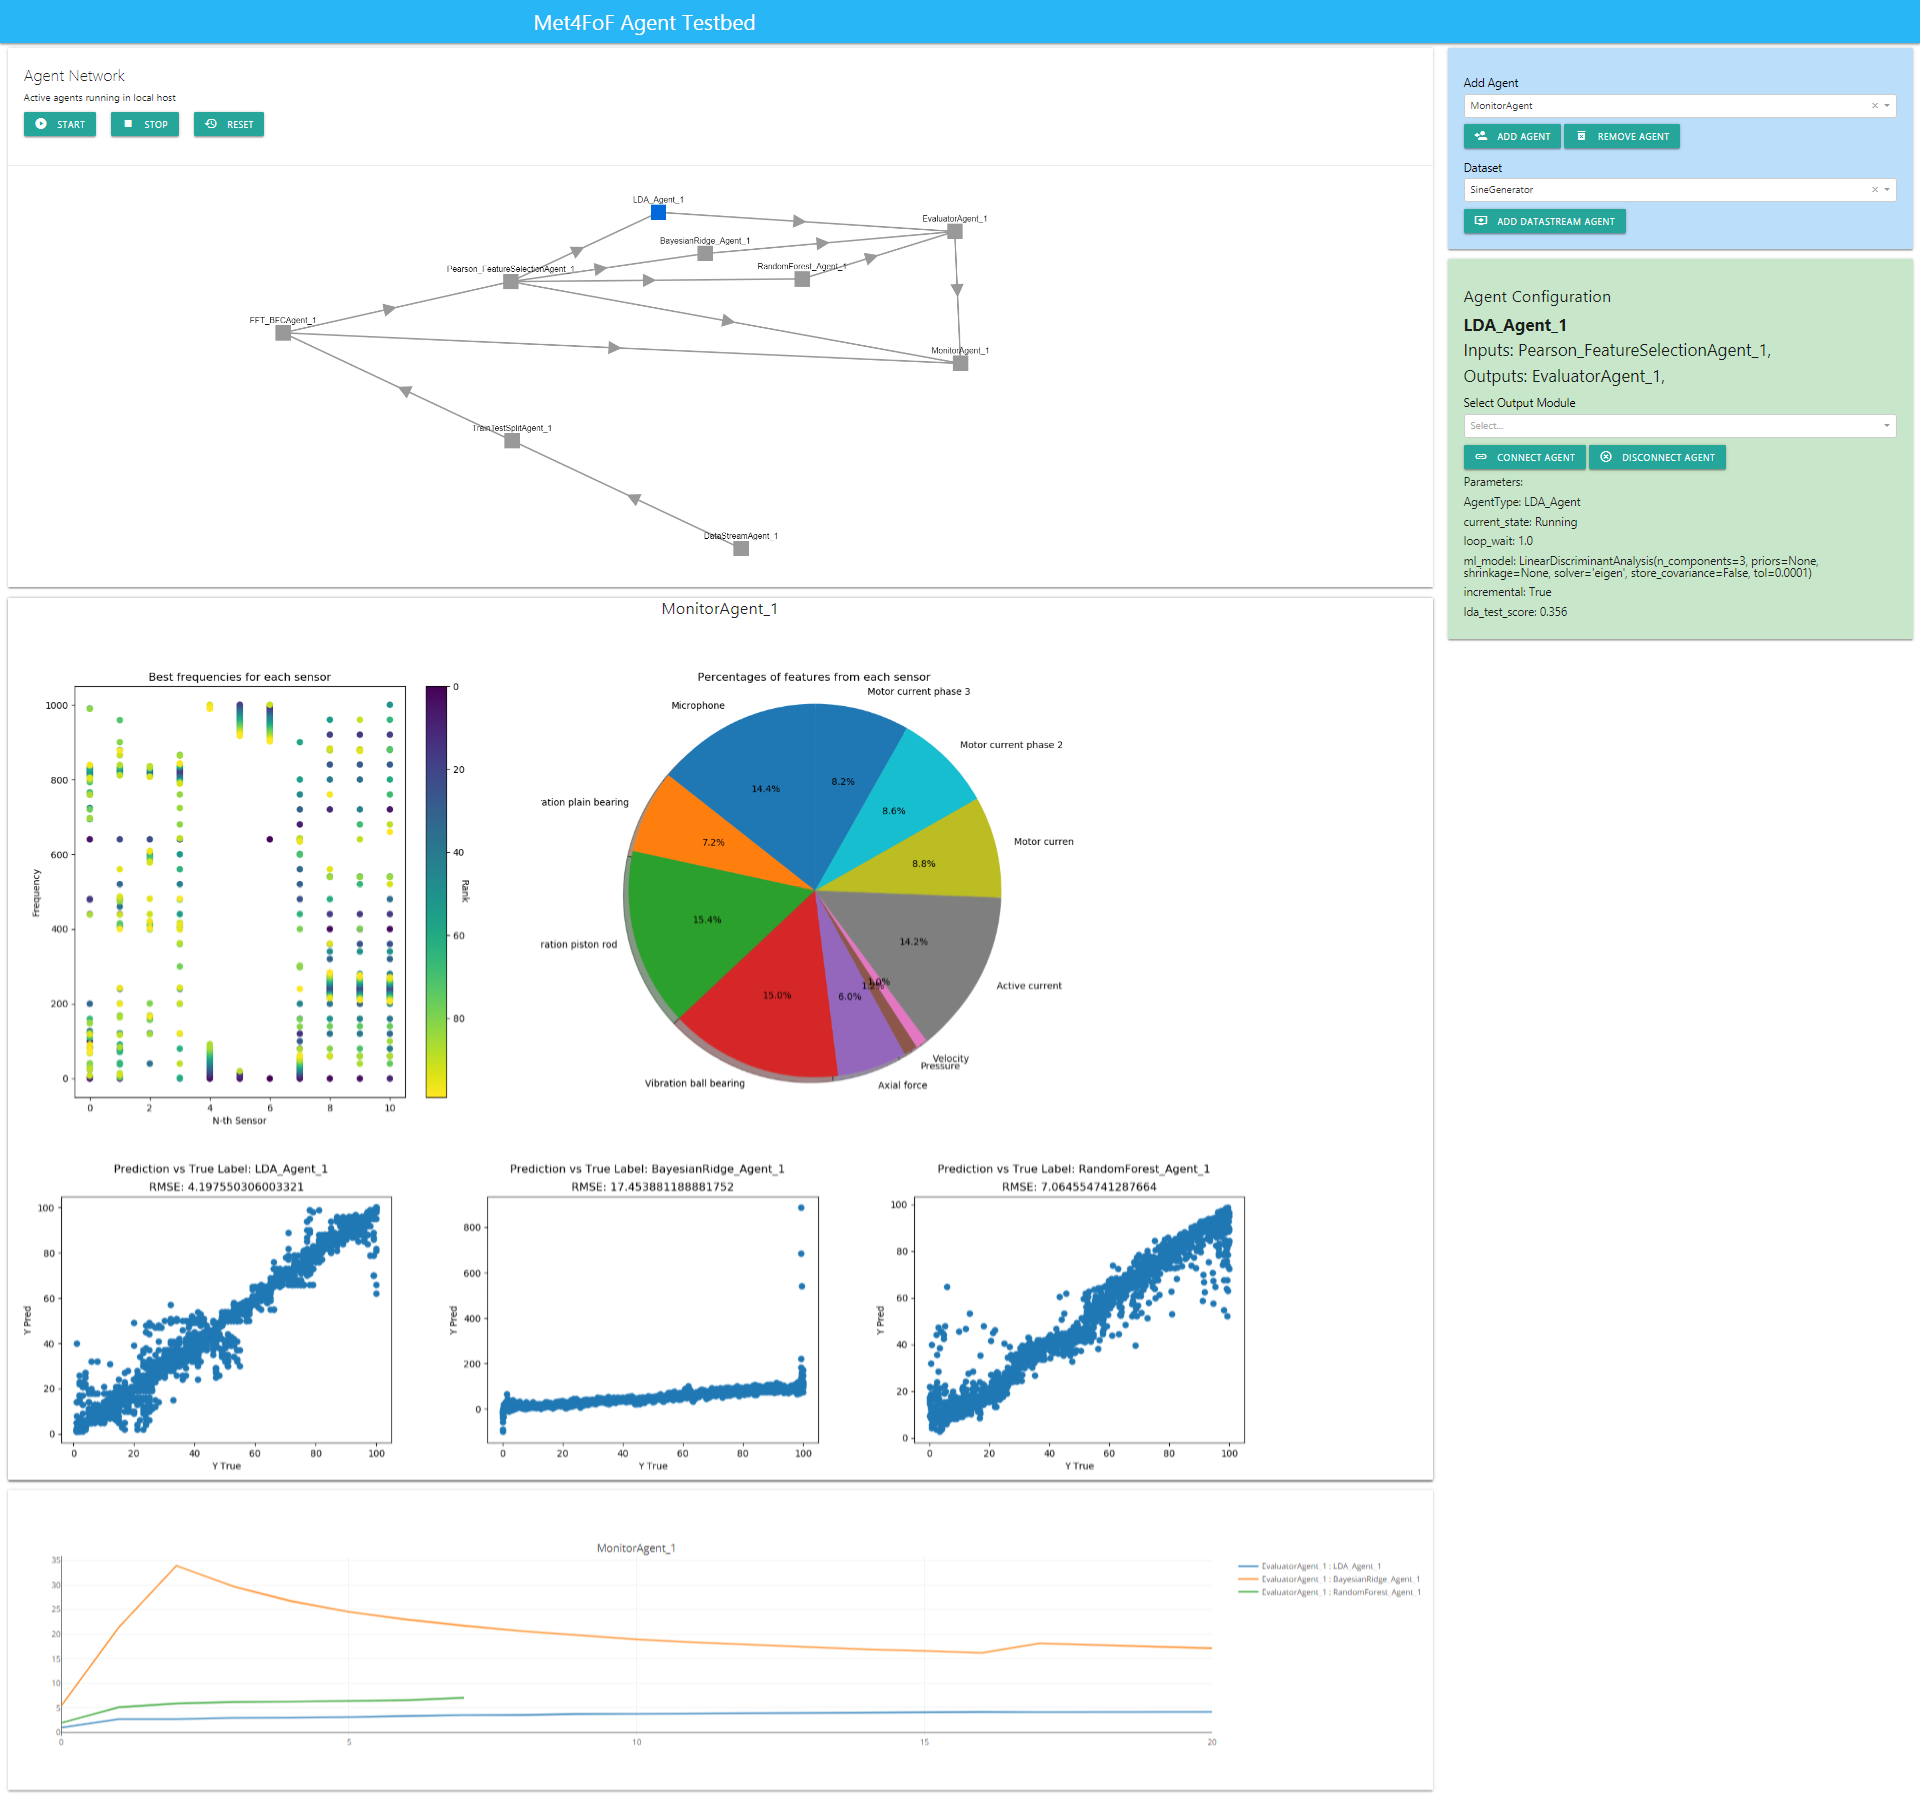 Met4FoF Agent Testbed
Agent Network
Active agents running in local host
START
STOP
RESET
LDA_Agent_1
EvaluatorAgent_1
BayesianRidge_Agent_1
RandomForest_Agent_1
Pearson_FeatureSelectionAgent_1
FFT_BFCAgent_1
MonitorAgent_1
TrainTestSplitAgent_1
DataStreamAgent_1
Add Agent
MonitorAgent
ADD AGENT
REMOVE AGENT
Dataset
SineGenerator
ADD DATASTREAM AGENT
Agent Configuration
LDA_Agent_1
Inputs: Pearson_FeatureSelectionAgent_1,
Outputs: EvaluatorAgent_1,
Select Output Module
Select...
CONNECT AGENT
DISCONNECT AGENT
Parameters:
AgentType: LDA_Agent
current_state: Running
loop_wait: 1.0
ml_model: LinearDiscriminantAnalysis(n_components=3, priors=None,
shrinkage=None, solver='eigen', store_covariance=False, tol=0.0001)
incremental: True
lda_test_score: 0.356
MonitorAgent_1
Best frequencies for each sensor
1000
800
600
400
200
0
Frequency
0 2 4 6 8 10
N-th Sensor
0
20
40
60
80
Rank
Percentages of features from each sensor
Motor current phase 3
Microphone
Motor current phase 2
ration plain bearing
Motor curren
ration piston rod
Active current
Velocity
Pressure
Axial force
Vibration ball bearing
14.4%
8.2%
8.6%
7.2%
8.8%
15.4%
14.2%
1.0%
1.2%
15.0%
6.0%
Prediction vs True Label: LDA_Agent_1
RMSE: 4.197550306003321
100
80
60
40
20
0
Y Pred
0 20 40 60 80 100
Y True
Prediction vs True Label: BayesianRidge_Agent_1
RMSE: 17.453881188881752
800
600
400
200
0
Y Pred
0 20 40 60 80 100
Y True
Prediction vs True Label: RandomForest_Agent_1
RMSE: 7.064554741287664
100
80
60
40
20
0
Y Pred
0 20 40 60 80 100
Y True
MonitorAgent_1
35
30
25
20
15
10
5
0
0 5 10 15 20
EvaluatorAgent_1 : LDA_Agent_1
EvaluatorAgent_1 : BayesianRidge_Agent_1
EvaluatorAgent_1 : RandomForest_Agent_1